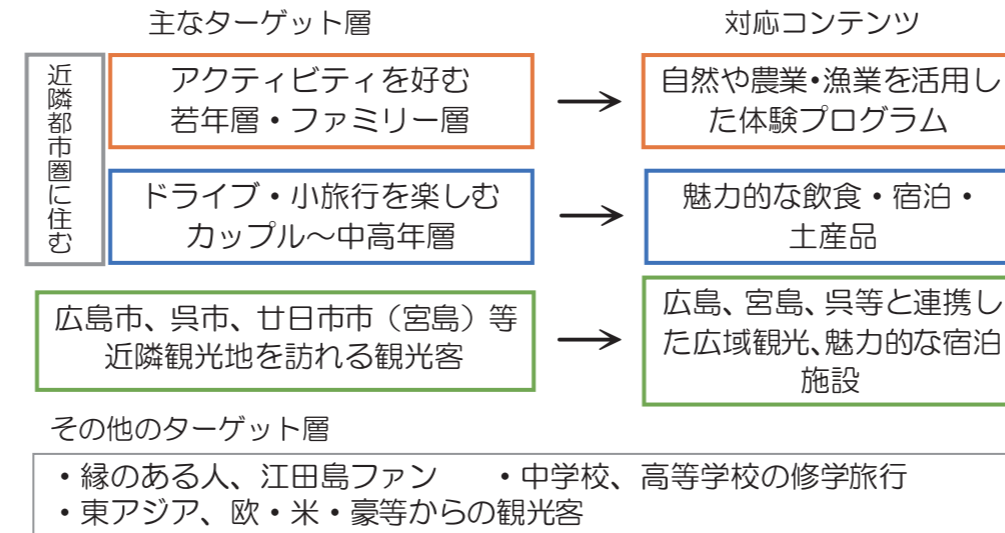 主なターゲット層
対応コンテンツ
近隣都市圏に住む
アクティビティを好む
若年層・ファミリー層
自然や農業・漁業を活用し
た体験プログラム
ドライブ・小旅行を楽しむ
カップル～中高年層
魅力的な飲食・宿泊・
土産品
広島市、呉市、廿日市市（宮島）等
近隣観光地を訪れる観光客
広島、宮島、呉等と連携し
た広域観光、魅力的な宿泊
施設
その他のターゲット層
・縁のある人、江田島ファン　・中学校、高等学校の修学旅行
・東アジア、欧・米・豪等からの観光客